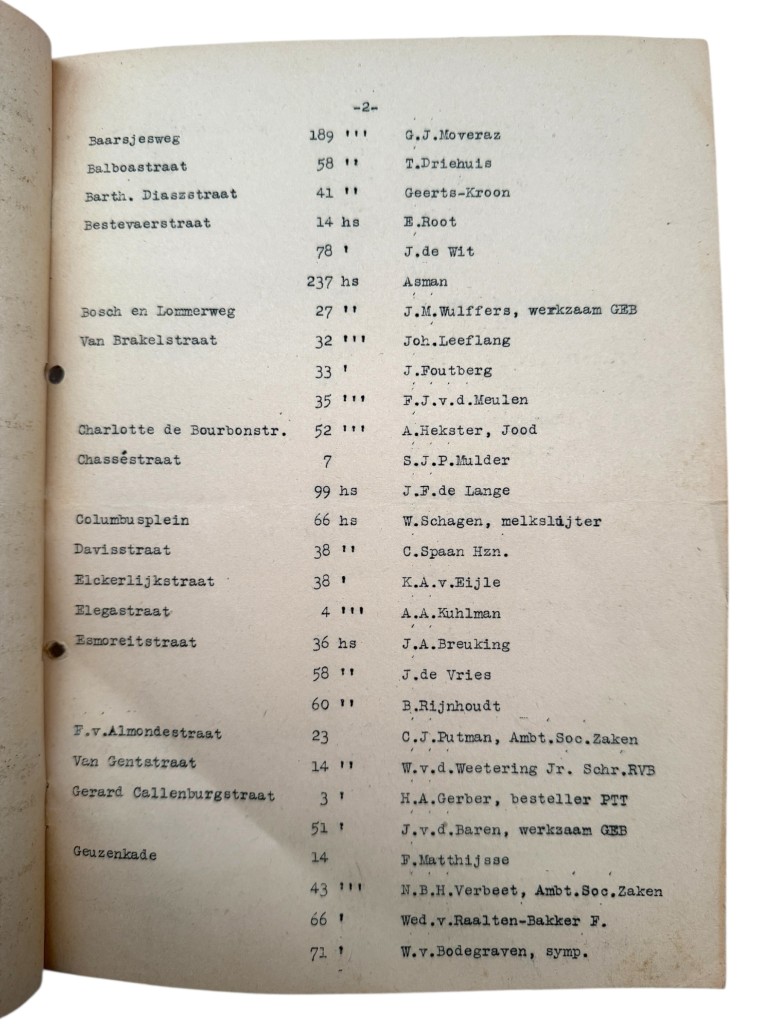 -2-
Baarsjesweg 189 ''' G.J.Moveraz
Balboastraat 58 '' T.Driehuis
Barth. Diaszstraat 41 '' Geerts-Kroon
Bestevaerstraat 14 hs E.Root
78 ' J.de Wit
237 hs Asman
Bosch en Lommerweg 27 '' J.M.Wulffers, werkzaam GEB
Van Brakelstraat 32 ''' Joh.Leeflang
33 ' J.Foutberg
35 ''' F.J.v.d.Meulen
Charlotte de Bourbonstr. 52 ''' A.Hekster, Jood
Chasséstraat 7 S.J.P.Mulder
99 hs J.F.de Lange
Columbusplein 66 hs W.Schagen, melkslijter
Davisstraat 38 '' C.Spaan Hzn.
Elckerlijkstraat 38 ' K.A.v.Eijle
Elegastraat 4 ''' A.A.Kuhlman
Esmoreitstraat 36 hs J.A.Breuking
58 '' J.de Vries
60 '' B.Rijnhoudt
F.v.Almondestraat 23 C.J.Putman, Ambt.Soc.Zaken
Van Gentstraat 14 '' W.v.d.Weetering Jr. Schr.RVB
Gerard Callenburgstraat 3 ' H.A.Gerber, besteller PTT
51 ' J.v.d.Baren, werkzaam GEB
Geuzenkade 14 F.Matthijsse
43 ''' N.B.H.Verbeet, Ambt.Soc.Zaken
66 ' Wed.v.Raalten-Bakker F.
71 ' W.v.Bodegraven, symp.